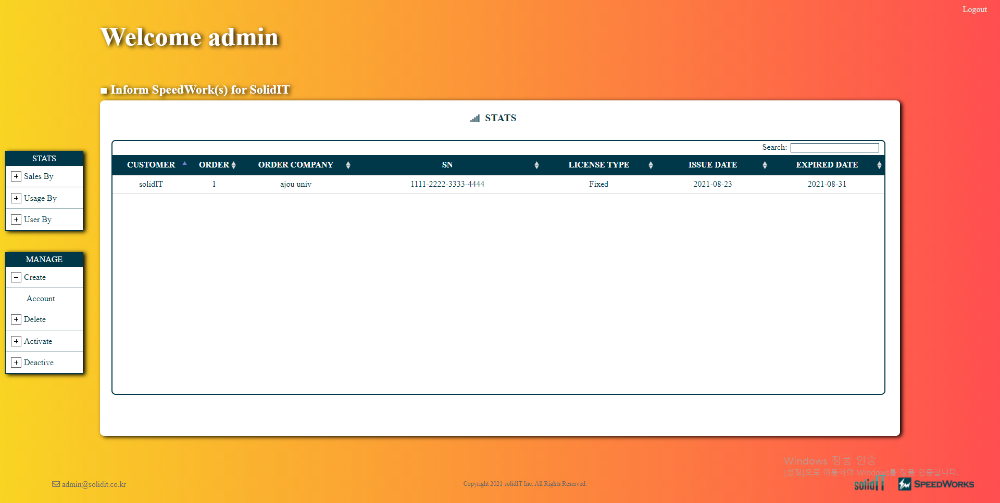 Logout
Welcome admin
■ Inform SpeedWork(s) for SolidIT
STATS
Search:
CUSTOMER ORDER ORDER COMPANY SN LICENSE TYPE ISSUE DATE EXPIRED DATE
solidIT 1 ajou univ 1111-2222-3333-4444 Fixed 2021-08-23 2021-08-31
STATS
+ Sales By
+ Usage By
+ User By
MANAGE
− Create
Account
+ Delete
+ Activate
+ Deactive
Windows 정품 인증
[설정]으로 이동하여 Windows를 정품 인증합니다.
admin@solidit.co.kr
Copyright 2021 solidIT Inc. All Rights Reserved.
solidIT
SPEEDWORKS